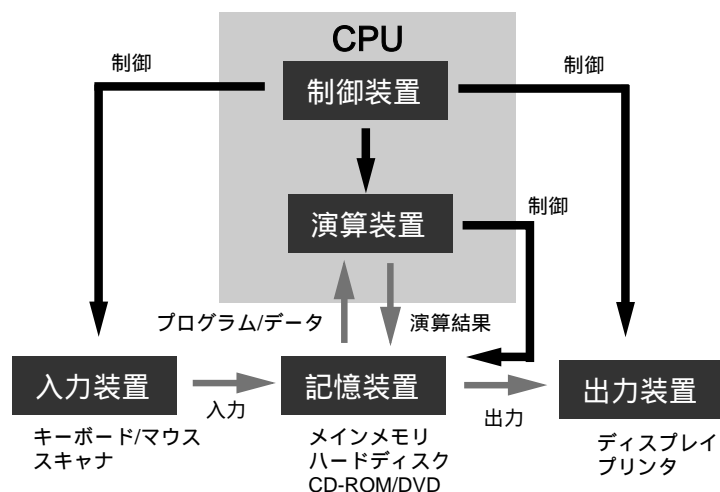 CPU
制御
制御装置
制御
演算装置
制御
プログラム/データ
演算結果
入力装置
入力
記憶装置
出力
出力装置
キーボード/マウス
スキャナ
メインメモリ
ハードディスク
CD-ROM/DVD
ディスプレイ
プリンタ